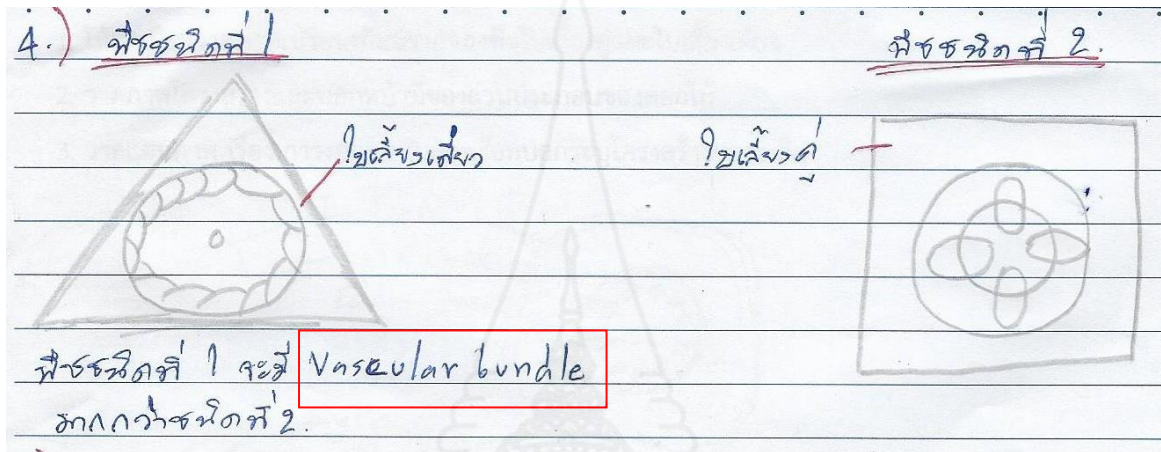 4.) พืชชนิดที่ 1
พืชชนิดที่ 2.
ใบเลี้ยงเดี่ยว
ใบเลี้ยงคู่
พืชชนิดที่ 1 จะมี Vascular bundle
มากกว่าชนิดที่ 2.